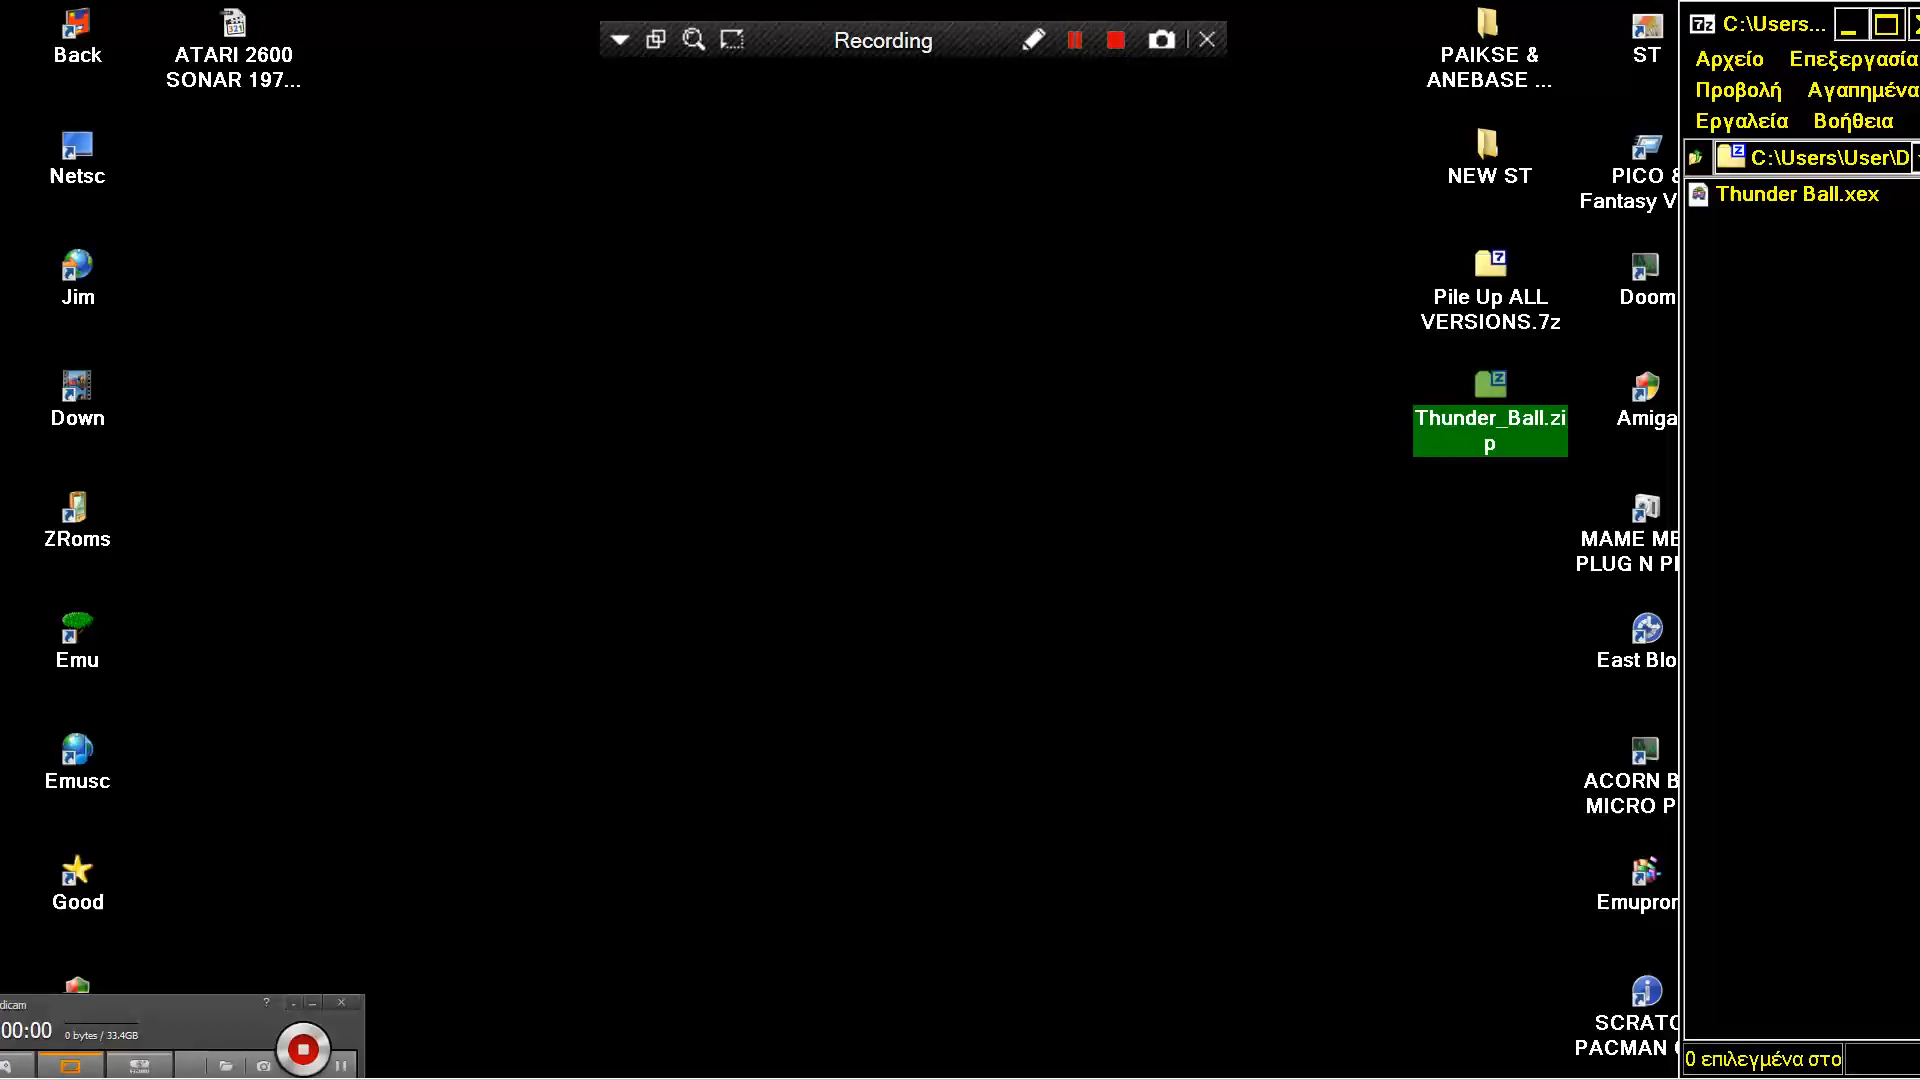 Back
ATARI 2600
SONAR 197...
Netsc
Jim
Down
ZRoms
Emu
Emusc
Good
Recording
PAIKSE &
ANEBASE ...
NEW ST
Pile Up ALL
VERSIONS.7z
Thunder_Ball.zi
p
ST
PICO &
Fantasy V
Doom
Amiga
MAME ME
PLUG N Pl
East Blo
ACORN B
MICRO P
Emupro
SCRATC
PACMAN
C:\Users...
Αρχείο Επεξεργασία
Προβολή Αγαπημένα
Εργαλεία Βοήθεια
C:\Users\User\D
Thunder Ball.xex
0 επιλεγμένα στο
dicam
00:00
0 bytes / 33.4GB